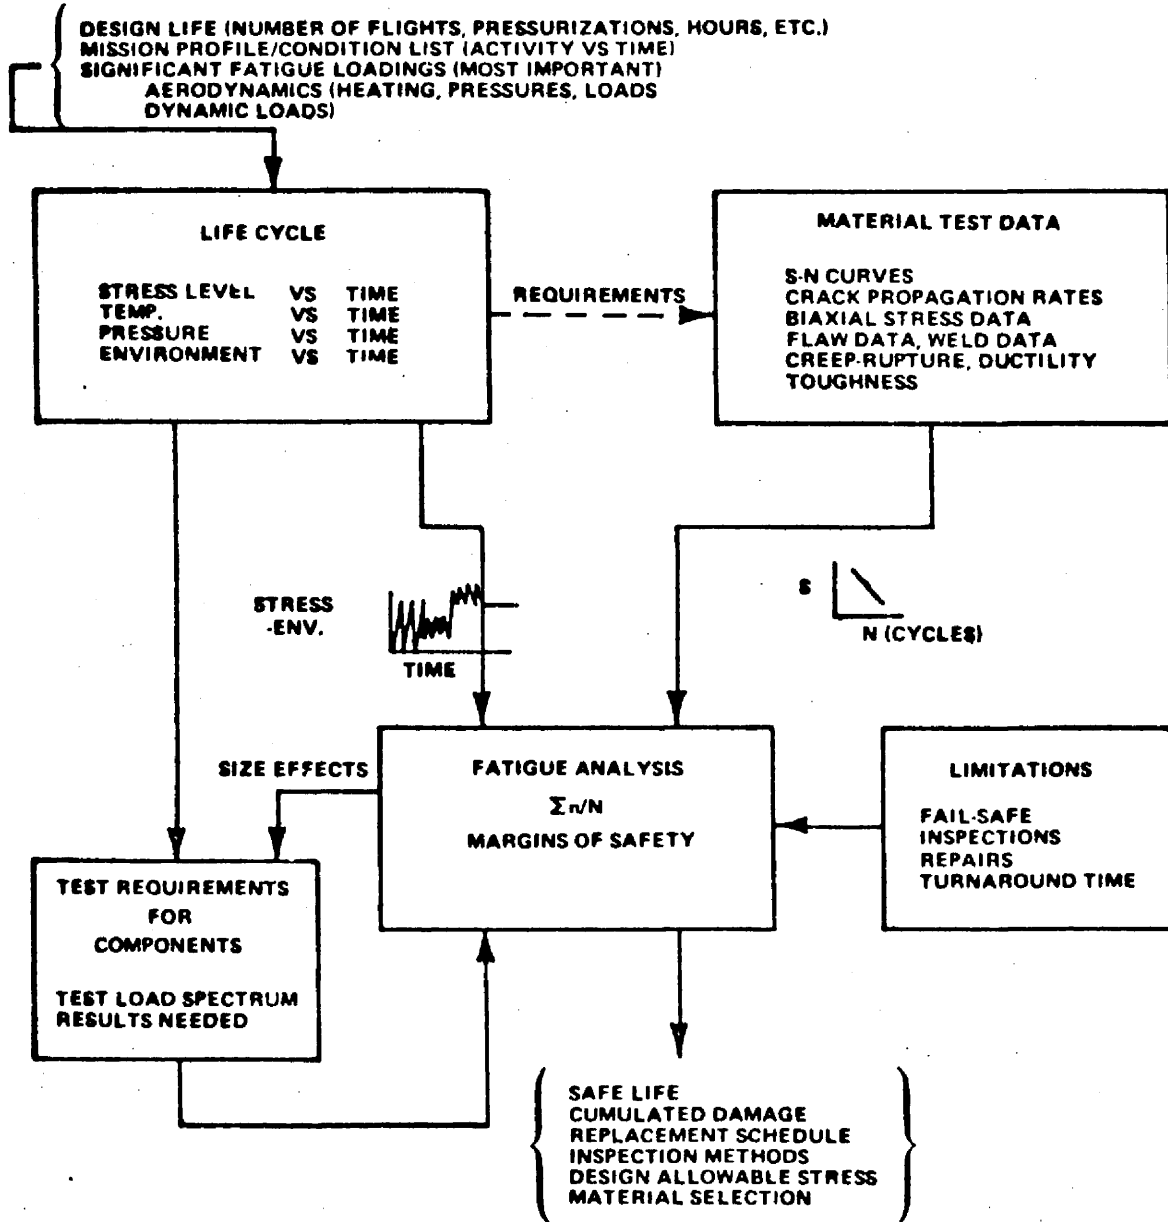 DESIGN LIFE (NUMBER OF FLIGHTS, PRESSURIZATIONS, HOURS, ETC.)
MISSION PROFILE/CONDITION LIST (ACTIVITY VS TIME)
SIGNIFICANT FATIGUE LOADINGS (MOST IMPORTANT)
AERODYNAMICS (HEATING, PRESSURES, LOADS
DYNAMIC LOADS)
LIFE CYCLE
STRESS LEVEL VS TIME
TEMP. VS TIME
PRESSURE VS TIME
ENVIRONMENT VS TIME
REQUIREMENTS
MATERIAL TEST DATA
S-N CURVES
CRACK PROPAGATION RATES
BIAXIAL STRESS DATA
FLAW DATA, WELD DATA
CREEP-RUPTURE, DUCTILITY
TOUGHNESS
STRESS
-ENV.
TIME
S
N (CYCLES)
SIZE EFFECTS
FATIGUE ANALYSIS
Σn/N
MARGINS OF SAFETY
LIMITATIONS
FAIL-SAFE
INSPECTIONS
REPAIRS
TURNAROUND TIME
TEST REQUIREMENTS
FOR
COMPONENTS
TEST LOAD SPECTRUM
RESULTS NEEDED
SAFE LIFE
CUMULATED DAMAGE
REPLACEMENT SCHEDULE
INSPECTION METHODS
DESIGN ALLOWABLE STRESS
MATERIAL SELECTION